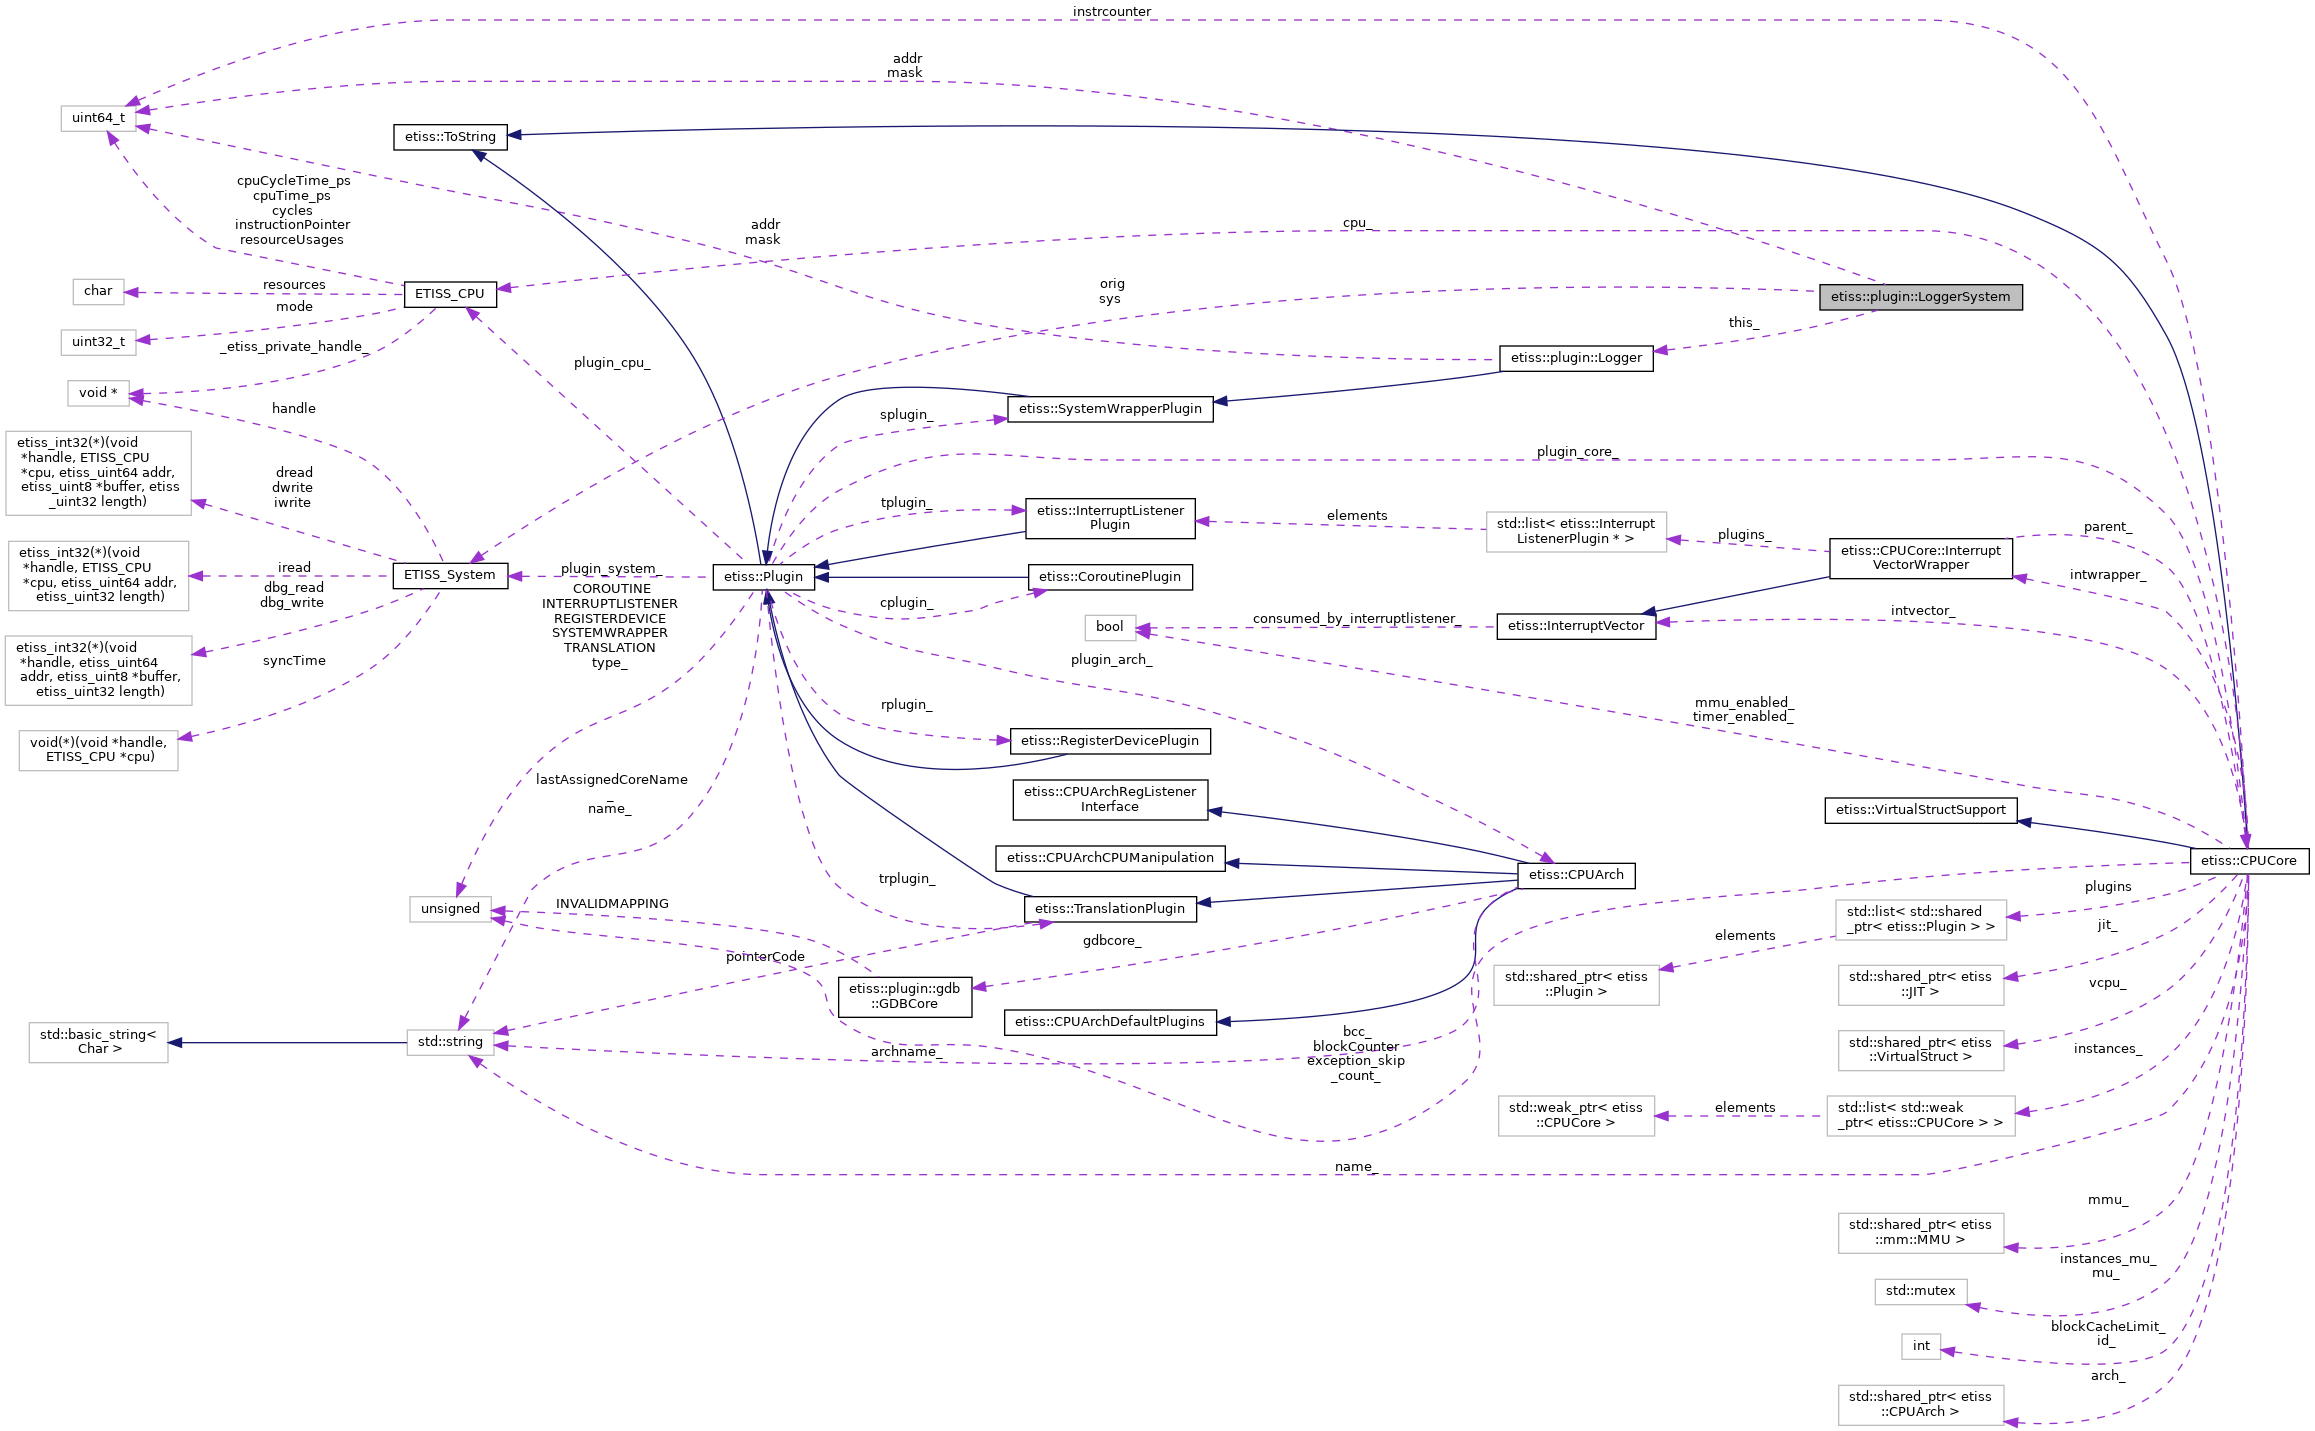 instrcounter
addr
mask
uint64_t
etiss::ToString
cpuCycleTime_ps
cpuTime_ps
cycles
instructionPointer
resourceUsages
addr
mask
cpu_
char
resources
ETISS_CPU
orig
sys
etiss::plugin::LoggerSystem
mode
this_
uint32_t
_etiss_private_handle_
plugin_cpu_
etiss::plugin::Logger
void *
handle
splugin_
etiss::SystemWrapperPlugin
etiss_int32(*)(void
*handle, ETISS_CPU
*cpu, etiss_uint64 addr,
etiss_uint8 *buffer, etiss
_uint32 length)
dread
dwrite
iwrite
plugin_core_
tplugin_
etiss::InterruptListener
Plugin
elements
std::list< etiss::Interrupt
ListenerPlugin * >
plugins_
parent_
etiss::CPUCore::Interrupt
VectorWrapper
intwrapper_
etiss_int32(*)(void
*handle, ETISS_CPU
*cpu, etiss_uint64 addr,
etiss_uint32 length)
iread
dbg_read
dbg_write
ETISS_System
plugin_system_
etiss::Plugin
etiss::CoroutinePlugin
COROUTINE
INTERRUPTLISTENER
REGISTERDEVICE
SYSTEMWRAPPER
TRANSLATION
type_
cplugin_
bool
consumed_by_interruptlistener_
etiss::InterruptVector
intvector_
etiss_int32(*)(void
*handle, etiss_uint64
addr, etiss_uint8 *buffer,
etiss_uint32 length)
syncTime
plugin_arch_
mmu_enabled_
timer_enabled_
rplugin_
void(*)(void *handle,
ETISS_CPU *cpu)
etiss::RegisterDevicePlugin
lastAssignedCoreName
_
name_
etiss::CPUArchRegListener
Interface
etiss::VirtualStructSupport
etiss::CPUArchCPUManipulation
etiss::CPUArch
etiss::CPUCore
trplugin_
plugins
unsigned
INVALIDMAPPING
etiss::TranslationPlugin
std::list< std::shared
_ptr< etiss::Plugin > >
jit_
gdbcore_
elements
pointerCode
etiss::plugin::gdb
::GDBCore
std::shared_ptr< etiss
::Plugin >
std::shared_ptr< etiss
::JIT >
vcpu_
etiss::CPUArchDefaultPlugins
std::basic_string<
Char >
std::string
archname_
bcc_
blockCounter
exception_skip
_count_
std::shared_ptr< etiss
::VirtualStruct >
instances_
std::weak_ptr< etiss
::CPUCore >
elements
std::list< std::weak
_ptr< etiss::CPUCore > >
name_
mmu_
std::shared_ptr< etiss
::mm::MMU >
instances_mu_
mu_
std::mutex
blockCacheLimit_
id_
int
arch_
std::shared_ptr< etiss
::CPUArch >